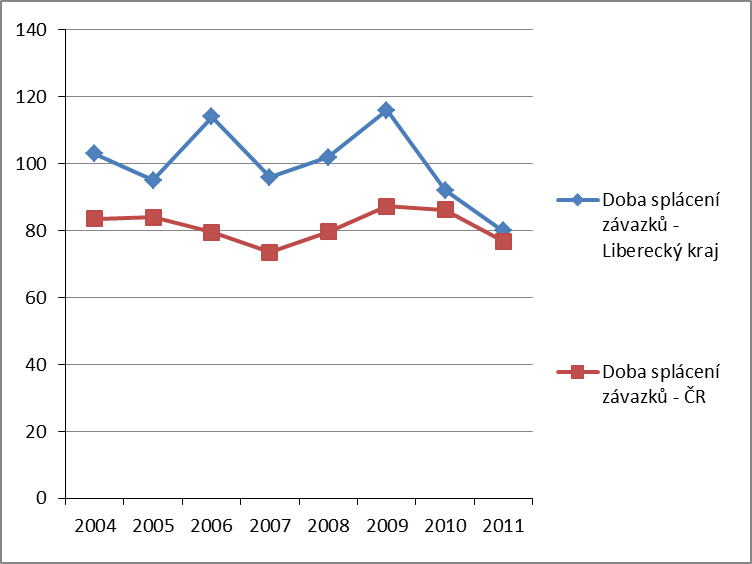 140
120
100
80
60
40
20
0
2004 2005 2006 2007 2008 2009 2010 2011
Doba splácení
závazků -
Liberecký kraj
Doba splácení
závazků - ČR